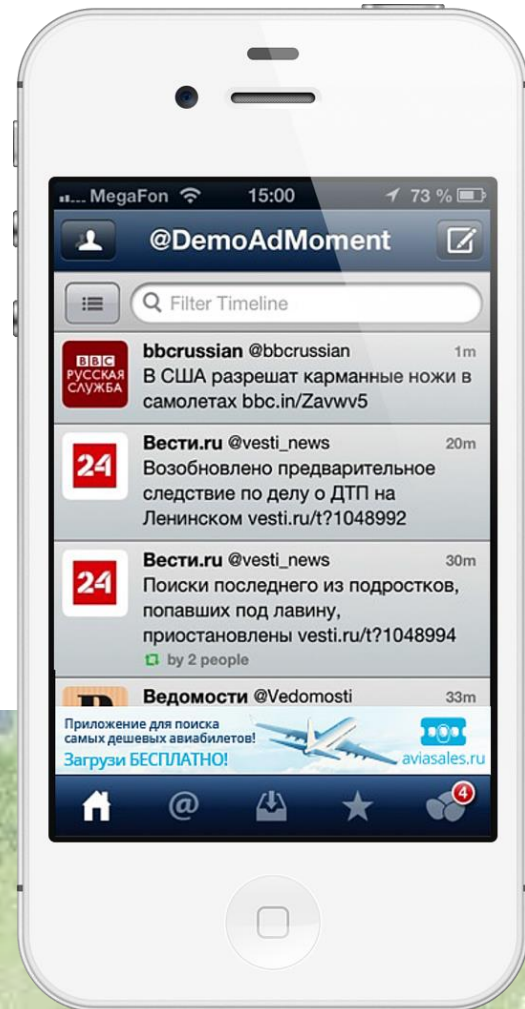 MegaFon 15:00 73 %
@DemoAdMoment
Filter Timeline
BBC
РУССКАЯ
СЛУЖБА
bbcrussian @bbcrussian 1m
В США разрешат карманные ножи в
самолетах bbc.in/Zavwv5
24
Вести.ru @vesti_news 20m
Возобновлено предварительное
следствие по делу о ДТП на
Ленинском vesti.ru/t?1048992
24
Вести.ru @vesti_news 30m
Поиски последнего из подростков,
попавших под лавину,
приостановлены vesti.ru/t?1048994
by 2 people
Ведомости @Vedomosti 33m
Приложение для поиска
самых дешевых авиабилетов!
Загрузи БЕСПЛАТНО!
aviasales.ru
@
4